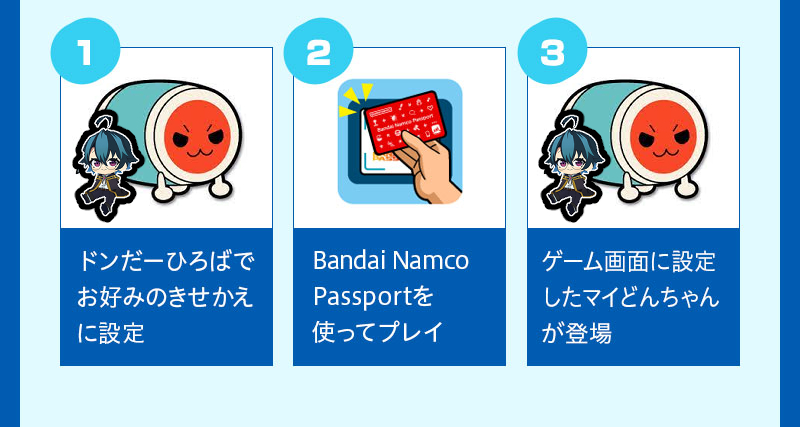 1
2
3
Bandai Namco Passport
ドンだーひろばで
お好みのきせかえ
に設定
Bandai Namco
Passportを
使ってプレイ
ゲーム画面に設定
したマイどんちゃん
が登場